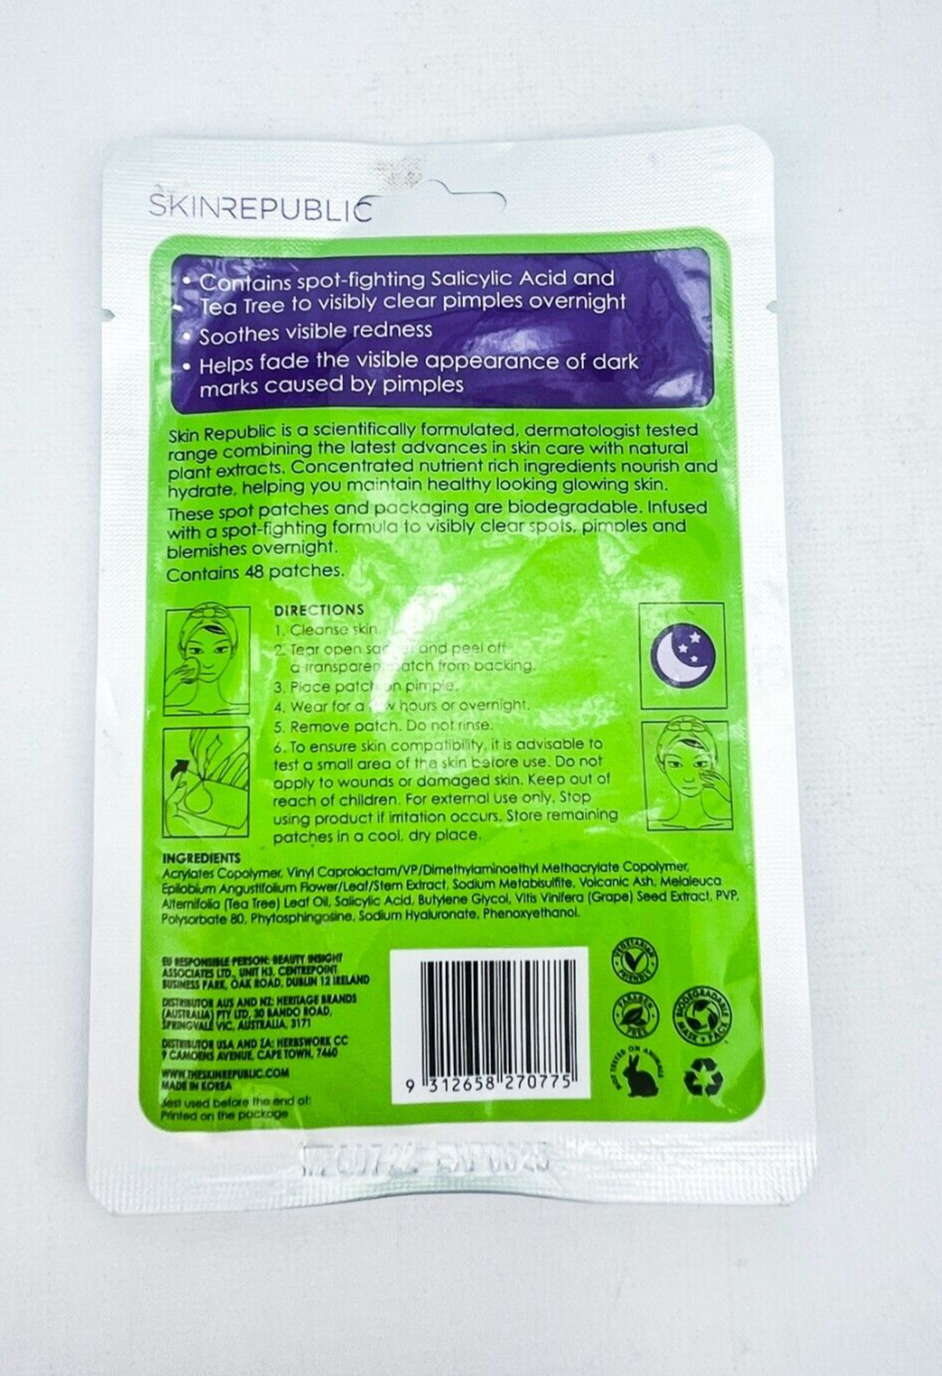 SKINREPUBLIC
• Contains spot-fighting Salicylic Acid and
Tea Tree to visibly clear pimples overnight
• Soothes visible redness
• Helps fade the visible appearance of dark
marks caused by pimples
Skin Republic is a scientifically formulated, dermatologist tested
range combining the latest advances in skin care with natural
plant extracts. Concentrated nutrient rich ingredients nourish and
hydrate, helping you maintain healthy looking glowing skin.
These spot patches and packaging are biodegradable. Infused
with a spot-fighting formula to visibly clear spots, pimples and
blemishes overnight.
Contains 48 patches.
DIRECTIONS
1. Cleanse skin.
2. Tear open and peel off
a from backing.
3. Place patch on pimple.
4. Wear for a hours or overnight.
5. Remove patch. Do not rinse.
6. To ensure skin compatibility, it is advisable to
test a small area of the skin before use. Do not
apply to wounds or damaged skin. Keep out of
reach of children. For external use only. Stop
using product if irritation occurs. Store remaining
patches in a cool, dry place.
INGREDIENTS
Acrylates Copolymer, Vinyl Caprolactam/VP/Dimethylaminoethyl Methacrylate Copolymer,
Epilobium Angustifolium Flower/Leaf/Stem Extract, Sodium Metabisulfite, Volcanic Ash, Melaleuca
Alternifolia (Tea Tree) Leaf Oil, Salicylic Acid, Butylene Glycol, Vitis Vinifera (Grape) Seed Extract, PVP,
Polysorbate 80, Phytosphingosine, Sodium Hyaluronate, Phenoxyethanol.
EU RESPONSIBLE PERSON: BEAUTY INSIGHT
ASSOCIATES LTD., UNIT H3, CENTREPOINT
BUSINESS PARK, OAK ROAD, DUBLIN 12 IRELAND
DISTRIBUTOR AUS AND NZ: HERITAGE BRANDS
(AUSTRALIA) PTY LTD, 30 BANDO ROAD,
SPRINGVALE VIC, AUSTRALIA, 3171
DISTRIBUTOR USA AND ZA: HERBSWORK CC
9 CAMOENS AVENUE, CAPE TOWN, 7460
WWW.THESKINREPUBLIC.COM
MADE IN KOREA
Best used before the end of:
Printed on the package
9 312658 270775
VEGETARIAN FRIENDLY
PARABEN FREE
BIODEGRADABLE MASK + PACK
NOT TESTED ON ANIMALS